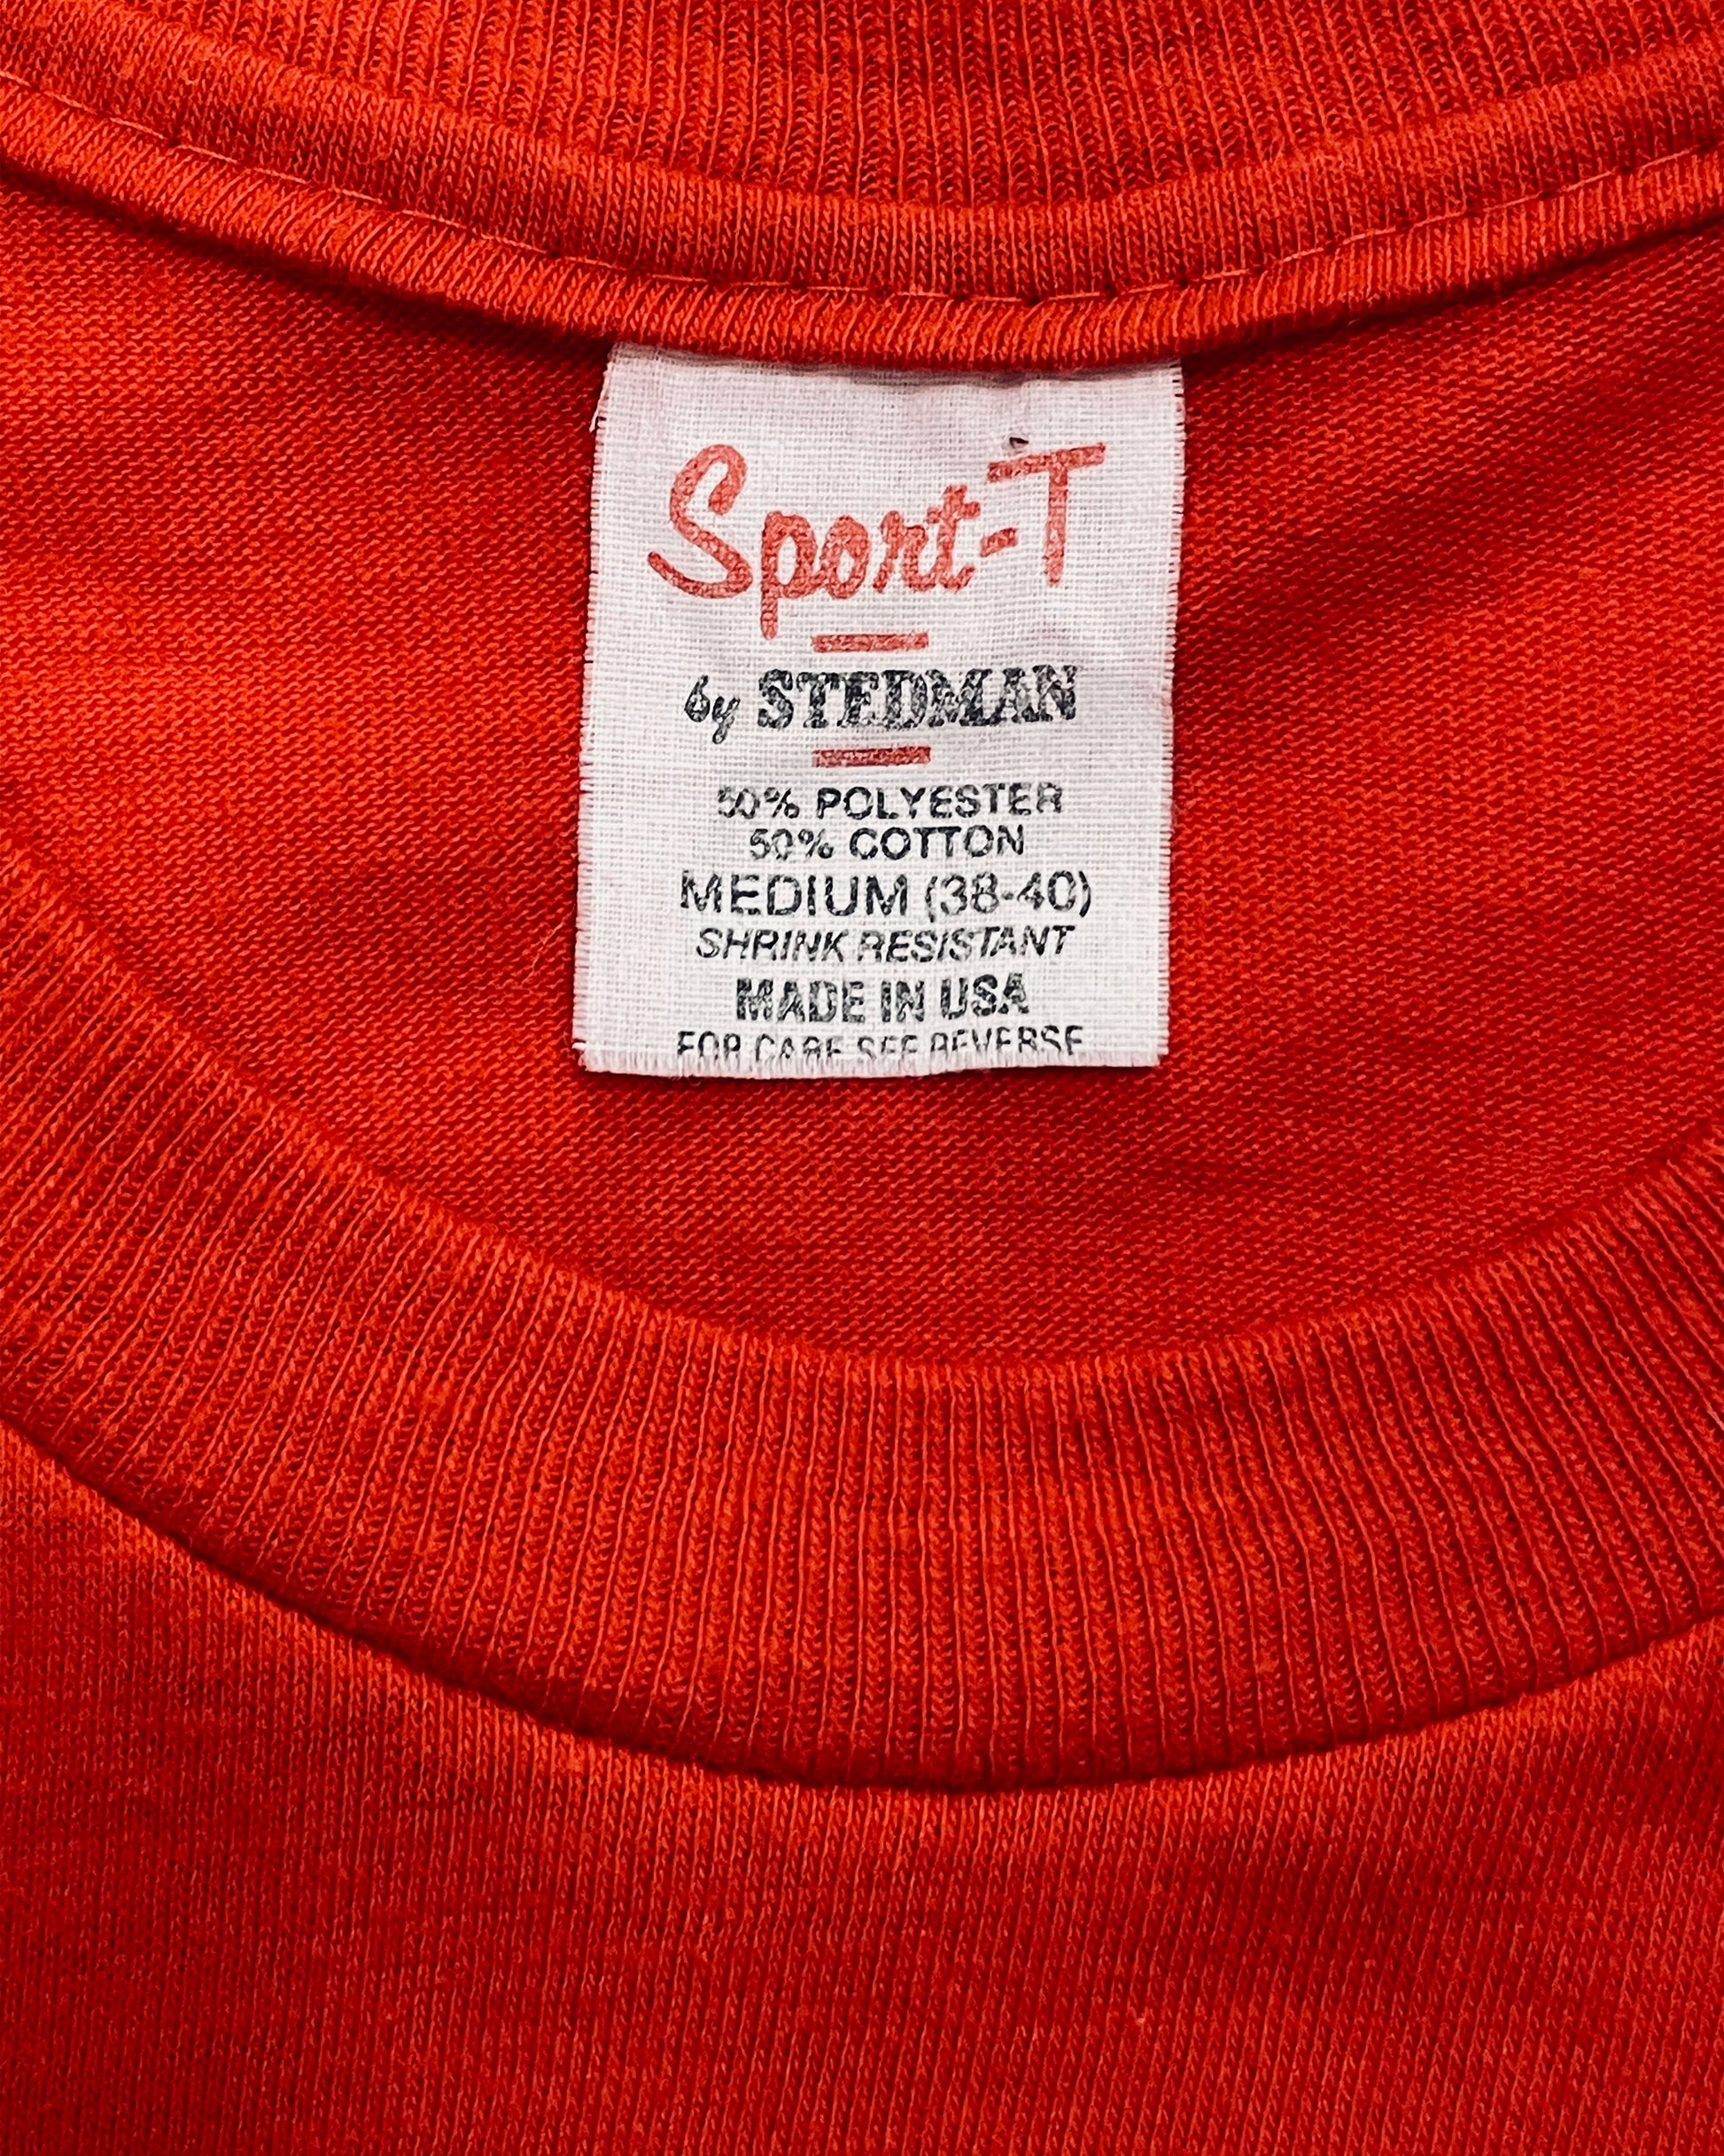 Sport-T
by STEDMAN
50% POLYESTER
50% COTTON
MEDIUM (38-40)
SHRINK RESISTANT
MADE IN USA
FOR CARE SEE REVERSE